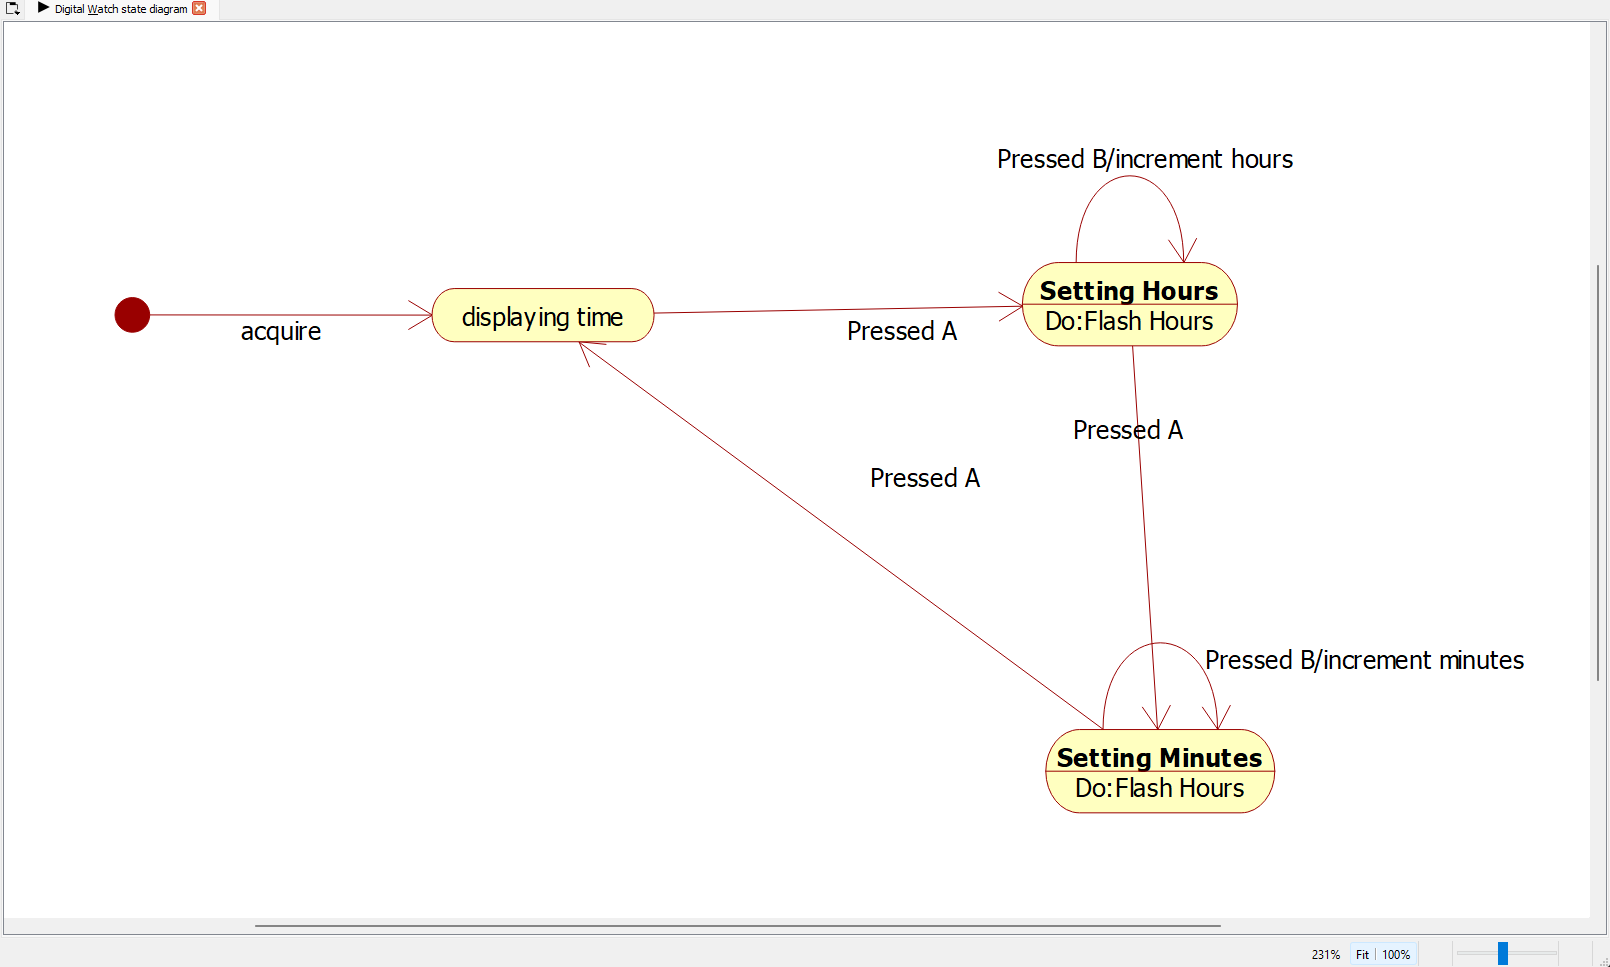 Digital Watch state diagram
Pressed B/increment hours
Setting Hours
Do:Flash Hours
displaying time
acquire
Pressed A
Pressed A
Pressed A
Pressed B/increment minutes
Setting Minutes
Do:Flash Hours
231% Fit 100%